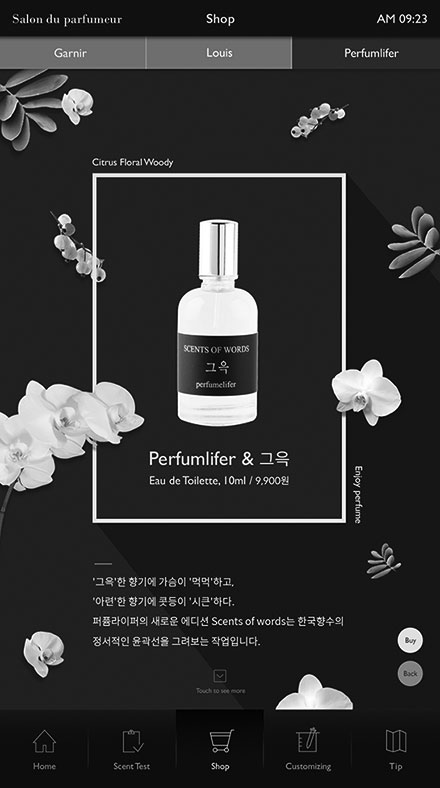 Salon du parfumeur
Shop
AM 09:23
Garnir
Louis
Perfumlifer
Citrus Floral Woody
SCENTS OF WORDS
그윽
perfumelifer
Perfumlifer & 그윽
Eau de Toilette, 10ml / 9,900원
Enjoy perfume
'그윽'한 향기에 가슴이 '먹먹'하고,
'아련'한 향기에 콧등이 '시큰'하다.
퍼퓸라이퍼의 새로운 에디션 Scents of words는 한국향수의
정서적인 윤곽선을 그려보는 작업입니다.
Buy
Back
Touch to see more
Home
Scent Test
Shop
Customizing
Tip